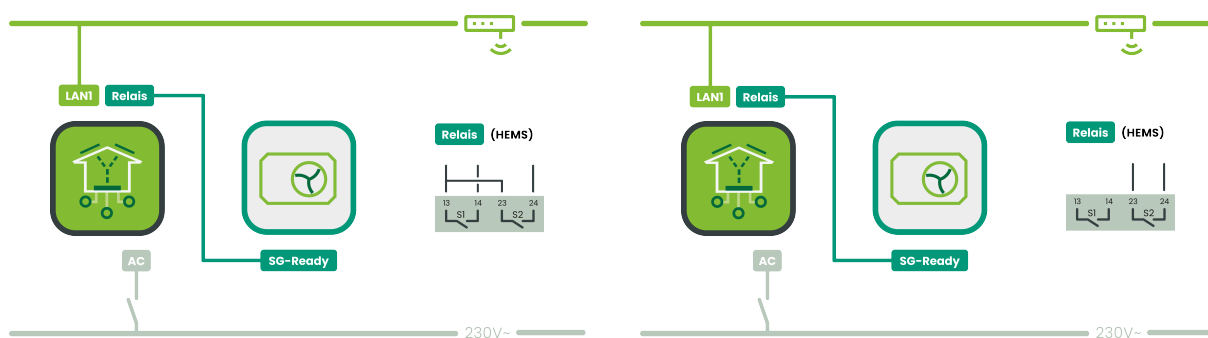 LAN1 Relais
Relais (HEMS)
13 14 23 24
S1 S2
AC
SG-Ready
230V~
LAN1 Relais
Relais (HEMS)
13 14 23 24
S1 S2
AC
SG-Ready
230V~